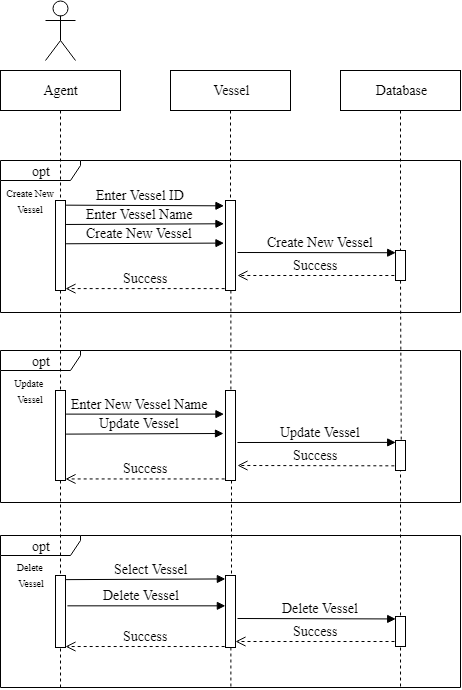 Agent
Vessel
Database
opt
Create New
Vessel
Enter Vessel ID
Enter Vessel Name
Create New Vessel
Create New Vessel
Success
Success
opt
Update
Vessel
Enter New Vessel Name
Update Vessel
Update Vessel
Success
Success
opt
Delete
Vessel
Select Vessel
Delete Vessel
Delete Vessel
Success
Success